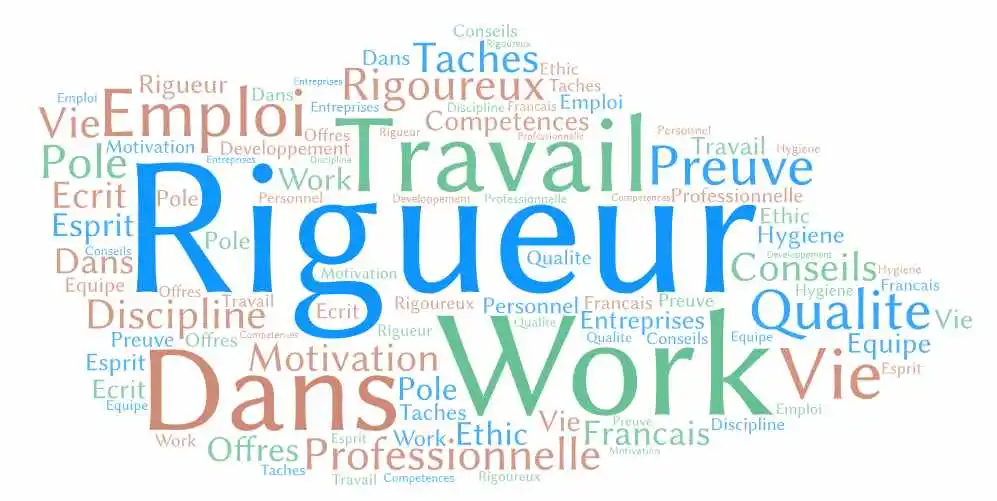 Conseils
Rigoureux
Dans Taches Ethic
Entreprises Rigoureux Taches
Rigueur Dans
Emploi Emploi Entreprises Discipline Francais Emploi
Vie Offres Rigueur Competences Professionnelle Personnel
Motivation Developpement Travail Travail Hygiene
Pole Entreprises Discipline Preuve
Ecrit Pole Work Personnel Developpement Professionnelle Competences Professionnelle
Esprit Pole Rigueur Ethic
Conseils Hygiene
Dans Qualite Developpement
Motivation Conseils Hygiene
Equipe Offres Francais
Travail Ecrit Rigoureux Personnel Francais Preuve Hygiene
Discipline Qualite Entreprises Qualite Vie
Preuve Offres Competences Rigueur Work Qualite Conseils Equipe Equipe
Esprit Motivation Vie Esprit
Ecrit Dans Pole
Equipe Taches Vie Preuve Emploi
Work Esprit Work Ethic Francais Discipline
Offres Professionnelle Motivation
Taches Travail Competences Rigoureux